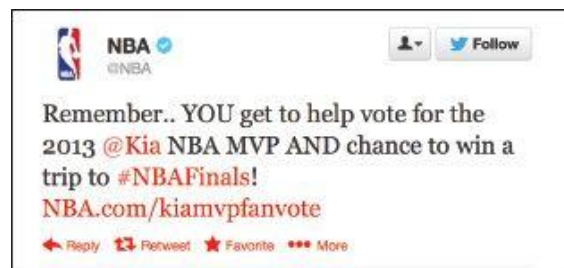 NBA
@NBA
Follow
Remember.. YOU get to help vote for the
2013 @Kia NBA MVP AND chance to win a
trip to #NBAFinals!
NBA.com/kiamvpfanvote
Reply Retweet Favorite More